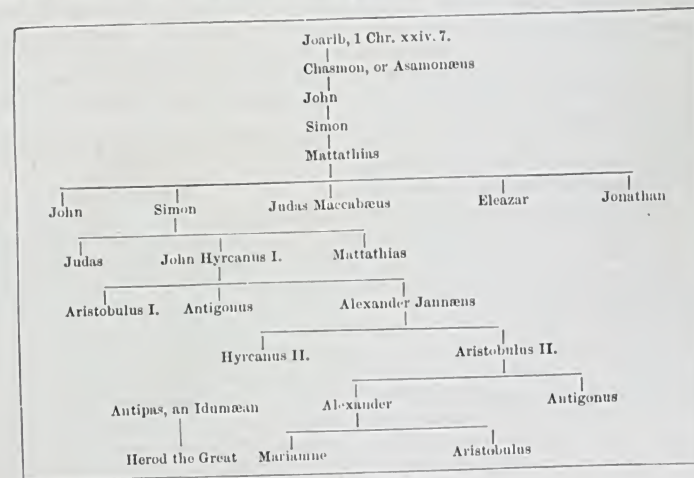 Joarib, 1 Chr. xxiv. 7.
Chasmon, or Asamonæus
John
Simon
Mattathias
John Simon Judas Maccabæus Eleazar Jonathan
Judas John Hyrcanus I. Mattathias
Aristobulus I. Antigonus Alexander Jannæus
Hyrcanus II. Aristobulus II.
Antipas, an Idumæan Alexander Antigonus
Herod the Great Mariamne Aristobulus